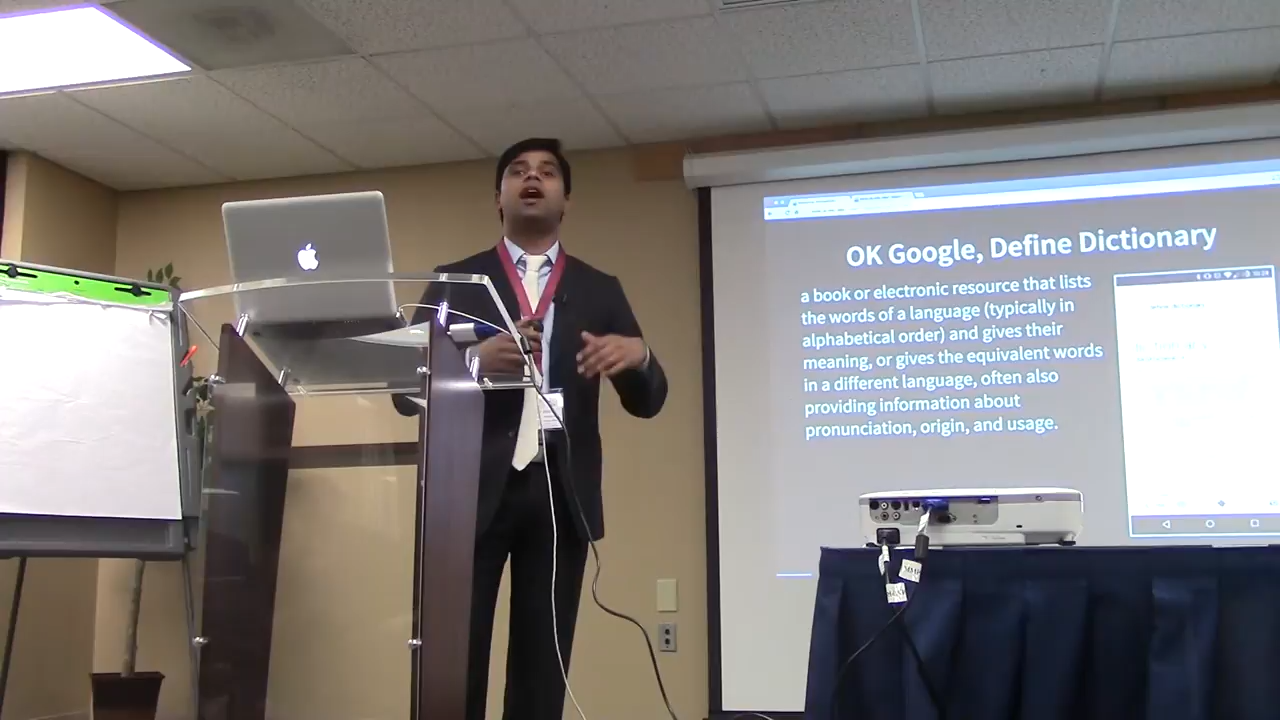 OK Google, Define Dictionary
a book or electronic resource that lists
the words of a language (typically in
alphabetical order) and gives their
meaning, or gives the equivalent words
in a different language, often also
providing information about
pronunciation, origin, and usage.